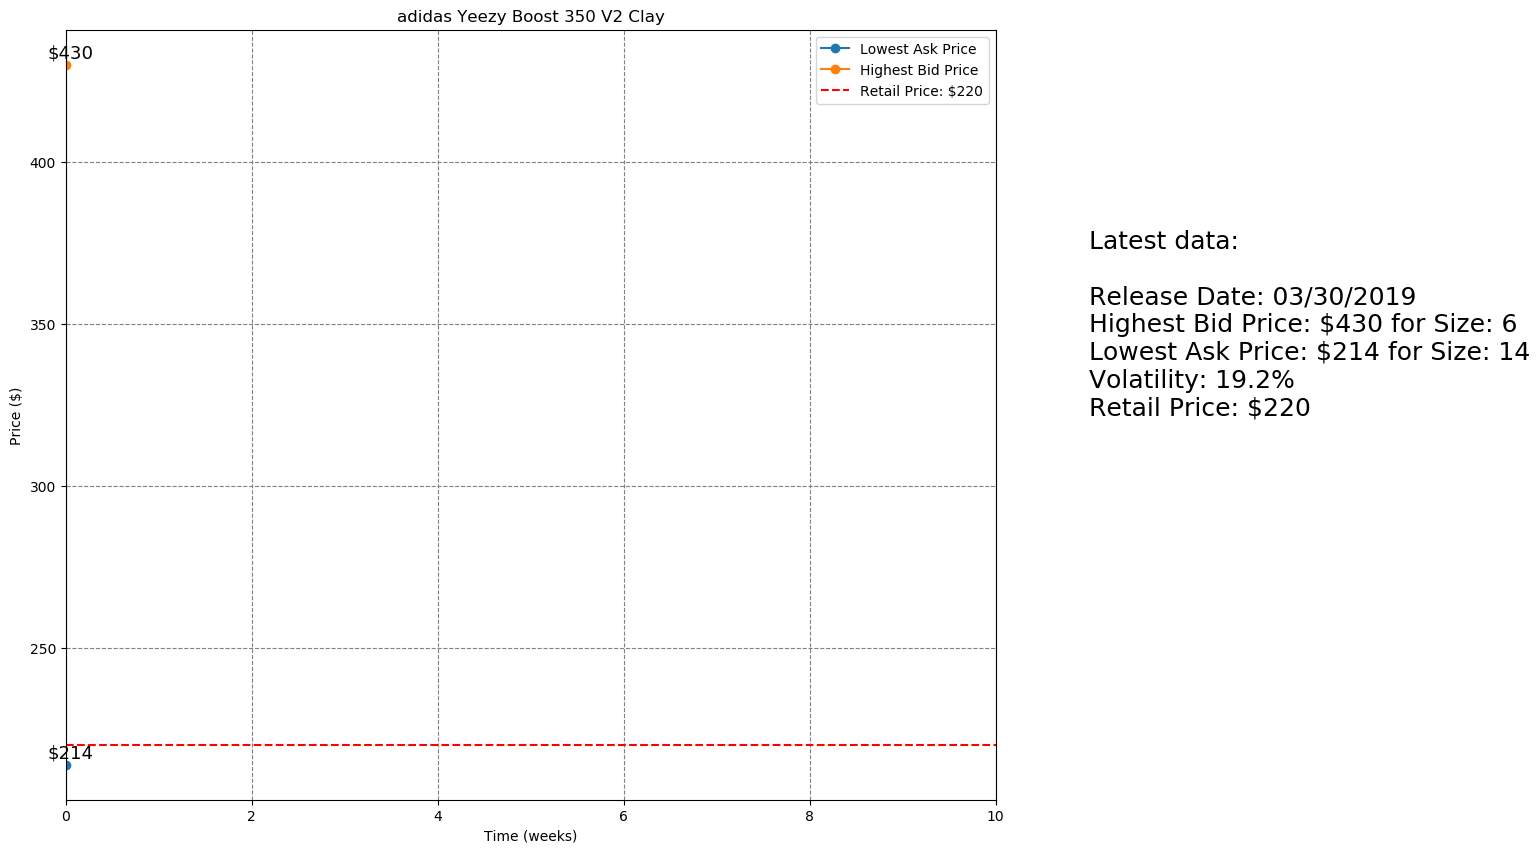 adidas Yeezy Boost 350 V2 Clay
$430
Lowest Ask Price
Highest Bid Price
Retail Price: $220
400
350
300
250
Price ($)
$214
0 2 4 6 8 10
Time (weeks)
Latest data:
Release Date: 03/30/2019
Highest Bid Price: $430 for Size: 6
Lowest Ask Price: $214 for Size: 14
Volatility: 19.2%
Retail Price: $220